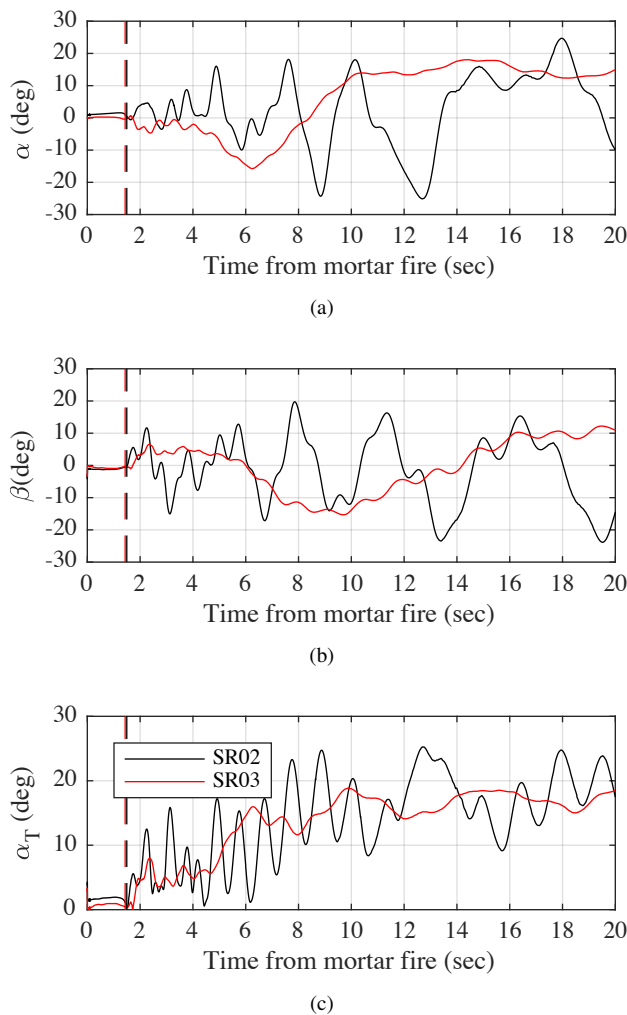 30
20
10
0
-10
-20
-30
α (deg)
0 2 4 6 8 10 12 14 16 18 20
Time from mortar fire (sec)
(a)
30
20
10
0
-10
-20
-30
β(deg)
0 2 4 6 8 10 12 14 16 18 20
Time from mortar fire (sec)
(b)
30
20
10
0
α_T (deg)
SR02
SR03
0 2 4 6 8 10 12 14 16 18 20
Time from mortar fire (sec)
(c)